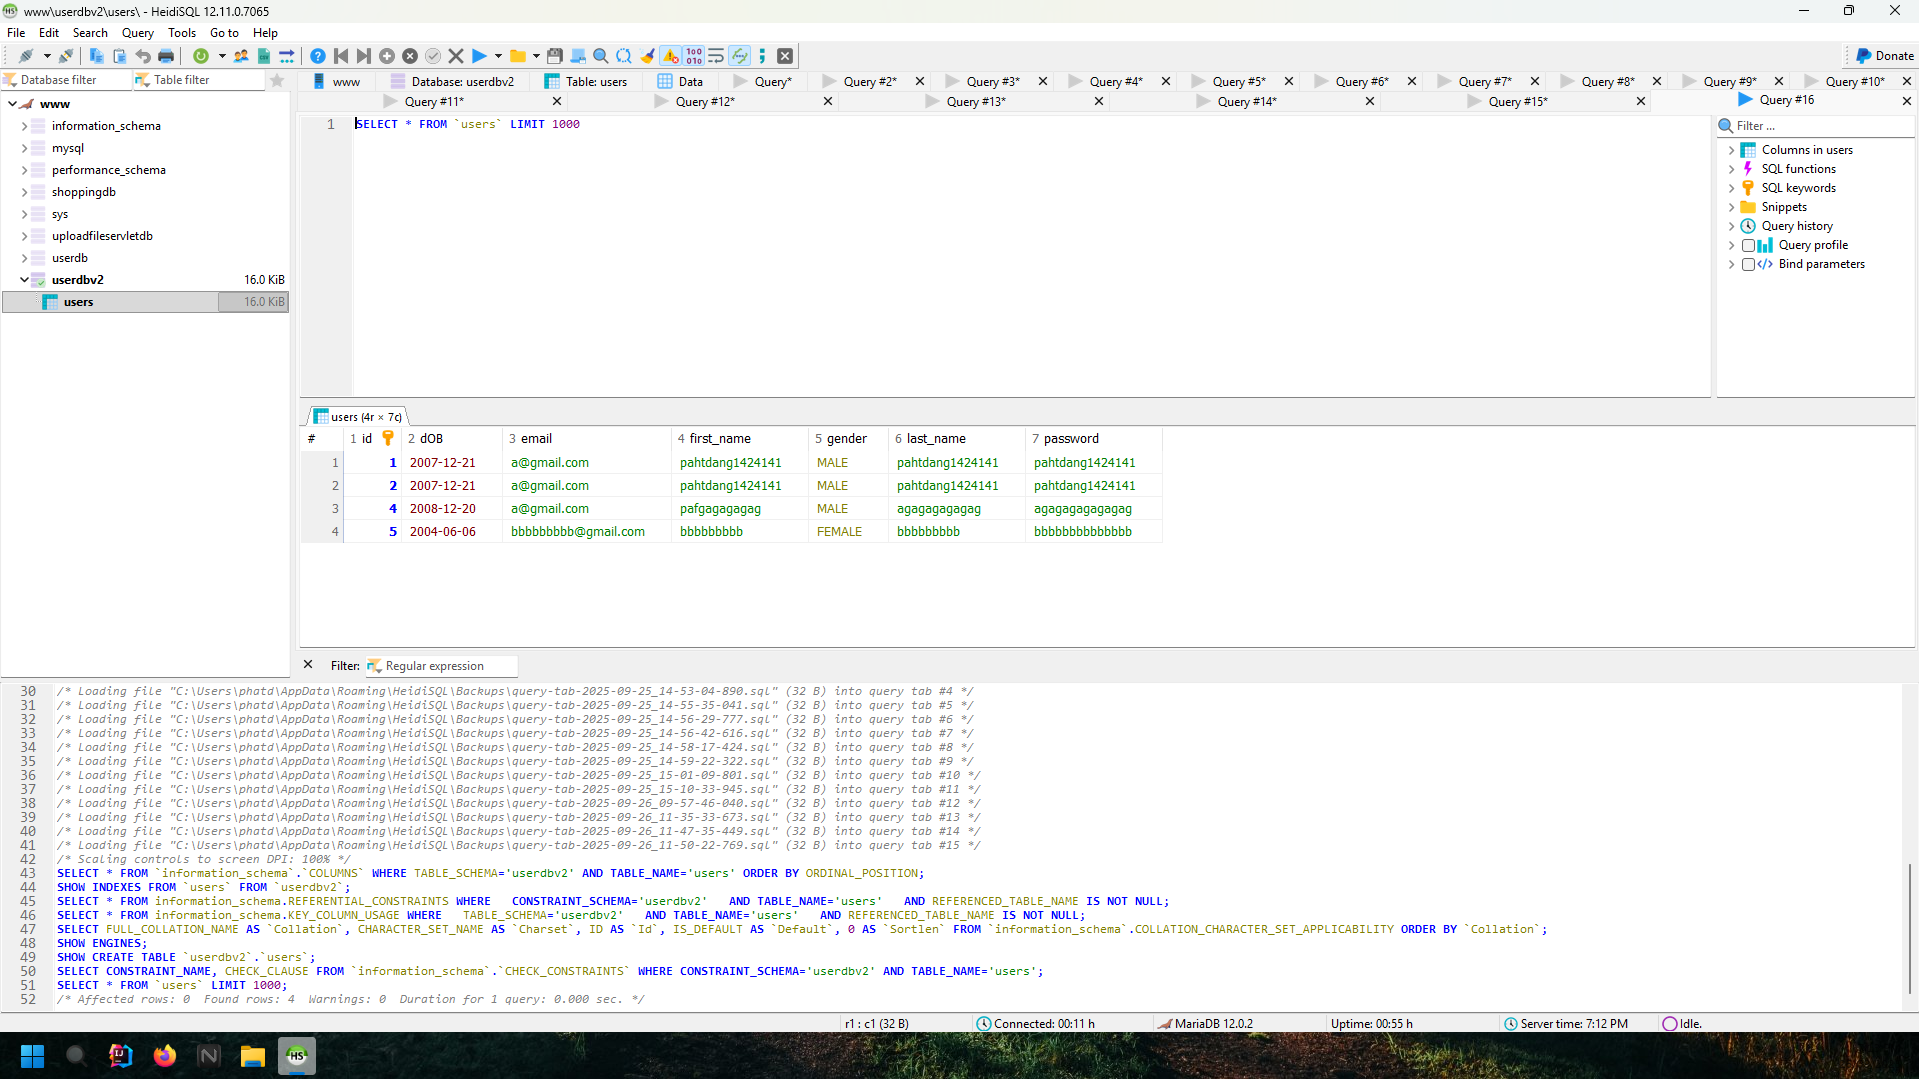 www\userdbv2\users\ - HeidiSQL 12.11.0.7065
File Edit Search Query Tools Go to Help
Donate
Database filter Table filter
www Database: userdbv2 Table: users Data Query* Query #2* Query #3* Query #4* Query #5* Query #6* Query #7* Query #8* Query #9* Query #10*
Query #11* Query #12* Query #13* Query #14* Query #15* Query #16
www
information_schema
mysql
performance_schema
shoppingdb
sys
uploadfileservletdb
userdb
userdbv2 16.0 KiB
users 16.0 KiB
1 SELECT * FROM `users` LIMIT 1000
Filter ...
Columns in users
SQL functions
SQL keywords
Snippets
Query history
Query profile
Bind parameters
users (4r × 7c)
# 1 id 2 dOB 3 email 4 first_name 5 gender 6 last_name 7 password
1 1 2007-12-21 a@gmail.com pahtdang1424141 MALE pahtdang1424141 pahtdang1424141
2 2 2007-12-21 a@gmail.com pahtdang1424141 MALE pahtdang1424141 pahtdang1424141
3 4 2008-12-20 a@gmail.com pafgagagagag MALE agagagagagag agagagagagagag
4 5 2004-06-06 bbbbbbbbb@gmail.com bbbbbbbbb FEMALE bbbbbbbbb bbbbbbbbbbbbbb
Filter: Regular expression
30 /* Loading file "C:\Users\phatd\AppData\Roaming\HeidiSQL\Backups\query-tab-2025-09-25_14-53-04-890.sql" (32 B) into query tab #4 */
31 /* Loading file "C:\Users\phatd\AppData\Roaming\HeidiSQL\Backups\query-tab-2025-09-25_14-55-35-041.sql" (32 B) into query tab #5 */
32 /* Loading file "C:\Users\phatd\AppData\Roaming\HeidiSQL\Backups\query-tab-2025-09-25_14-56-29-777.sql" (32 B) into query tab #6 */
33 /* Loading file "C:\Users\phatd\AppData\Roaming\HeidiSQL\Backups\query-tab-2025-09-25_14-56-42-616.sql" (32 B) into query tab #7 */
34 /* Loading file "C:\Users\phatd\AppData\Roaming\HeidiSQL\Backups\query-tab-2025-09-25_14-58-17-424.sql" (32 B) into query tab #8 */
35 /* Loading file "C:\Users\phatd\AppData\Roaming\HeidiSQL\Backups\query-tab-2025-09-25_14-59-22-322.sql" (32 B) into query tab #9 */
36 /* Loading file "C:\Users\phatd\AppData\Roaming\HeidiSQL\Backups\query-tab-2025-09-25_15-01-09-801.sql" (32 B) into query tab #10 */
37 /* Loading file "C:\Users\phatd\AppData\Roaming\HeidiSQL\Backups\query-tab-2025-09-25_15-10-33-945.sql" (32 B) into query tab #11 */
38 /* Loading file "C:\Users\phatd\AppData\Roaming\HeidiSQL\Backups\query-tab-2025-09-26_09-57-46-040.sql" (32 B) into query tab #12 */
39 /* Loading file "C:\Users\phatd\AppData\Roaming\HeidiSQL\Backups\query-tab-2025-09-26_11-35-33-673.sql" (32 B) into query tab #13 */
40 /* Loading file "C:\Users\phatd\AppData\Roaming\HeidiSQL\Backups\query-tab-2025-09-26_11-47-35-449.sql" (32 B) into query tab #14 */
41 /* Loading file "C:\Users\phatd\AppData\Roaming\HeidiSQL\Backups\query-tab-2025-09-26_11-50-22-769.sql" (32 B) into query tab #15 */
42 /* Scaling controls to screen DPI: 100% */
43 SELECT * FROM `information_schema`.`COLUMNS` WHERE TABLE_SCHEMA='userdbv2' AND TABLE_NAME='users' ORDER BY ORDINAL_POSITION;
44 SHOW INDEXES FROM `users` FROM `userdbv2`;
45 SELECT * FROM information_schema.REFERENTIAL_CONSTRAINTS WHERE CONSTRAINT_SCHEMA='userdbv2' AND TABLE_NAME='users' AND REFERENCED_TABLE_NAME IS NOT NULL;
46 SELECT * FROM information_schema.KEY_COLUMN_USAGE WHERE TABLE_SCHEMA='userdbv2' AND TABLE_NAME='users' AND REFERENCED_TABLE_NAME IS NOT NULL;
47 SELECT FULL_COLLATION_NAME AS `Collation`, CHARACTER_SET_NAME AS `Charset`, ID AS `Id`, IS_DEFAULT AS `Default`, 0 AS `Sortlen` FROM `information_schema`.COLLATION_CHARACTER_SET_APPLICABILITY ORDER BY `Collation`;
48 SHOW ENGINES;
49 SHOW CREATE TABLE `userdbv2`.`users`;
50 SELECT CONSTRAINT_NAME, CHECK_CLAUSE FROM `information_schema`.`CHECK_CONSTRAINTS` WHERE CONSTRAINT_SCHEMA='userdbv2' AND TABLE_NAME='users';
51 SELECT * FROM `users` LIMIT 1000;
52 /* Affected rows: 0 Found rows: 4 Warnings: 0 Duration for 1 query: 0.000 sec. */
r1 : c1 (32 B) Connected: 00:11 h MariaDB 12.0.2 Uptime: 00:55 h Server time: 7:12 PM Idle.